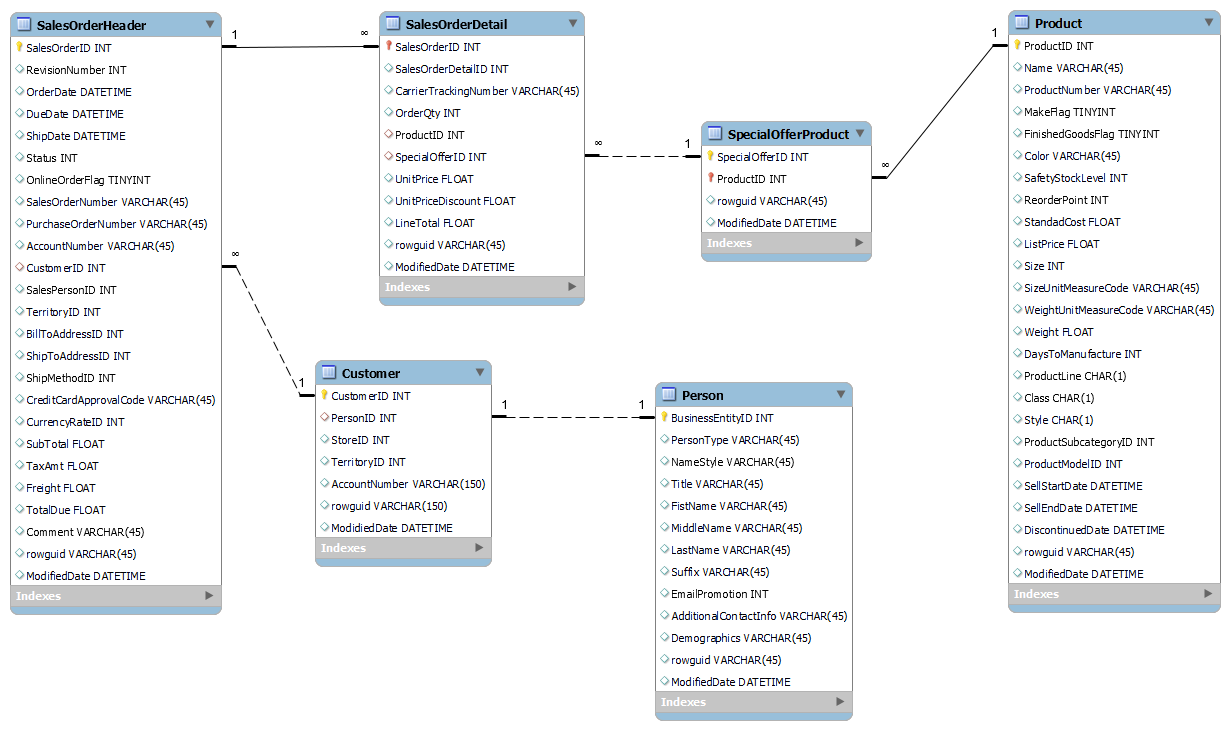 SalesOrderHeader
SalesOrderID INT
RevisionNumber INT
OrderDate DATETIME
DueDate DATETIME
ShipDate DATETIME
Status INT
OnlineOrderFlag TINYINT
SalesOrderNumber VARCHAR(45)
PurchaseOrderNumber VARCHAR(45)
AccountNumber VARCHAR(45)
CustomerID INT
SalesPersonID INT
TerritoryID INT
BillToAddressID INT
ShipToAddressID INT
ShipMethodID INT
CreditCardApprovalCode VARCHAR(45)
CurrencyRateID INT
SubTotal FLOAT
TaxAmt FLOAT
Freight FLOAT
TotalDue FLOAT
Comment VARCHAR(45)
rowguid VARCHAR(45)
ModifiedDate DATETIME
Indexes
1
∞
SalesOrderDetail
SalesOrderID INT
SalesOrderDetailID INT
CarrierTrackingNumber VARCHAR(45)
OrderQty INT
ProductID INT
SpecialOfferID INT
UnitPrice FLOAT
UnitPriceDiscount FLOAT
LineTotal FLOAT
rowguid VARCHAR(45)
ModifiedDate DATETIME
Indexes
∞
1
SpecialOfferProduct
SpecialOfferID INT
ProductID INT
rowguid VARCHAR(45)
ModifiedDate DATETIME
Indexes
∞
1
Product
ProductID INT
Name VARCHAR(45)
ProductNumber VARCHAR(45)
MakeFlag TINYINT
FinishedGoodsFlag TINYINT
Color VARCHAR(45)
SafetyStockLevel INT
ReorderPoint INT
StandadCost FLOAT
ListPrice FLOAT
Size INT
SizeUnitMeasureCode VARCHAR(45)
WeightUnitMeasureCode VARCHAR(45)
Weight FLOAT
DaysToManufacture INT
ProductLine CHAR(1)
Class CHAR(1)
Style CHAR(1)
ProductSubcategoryID INT
ProductModelID INT
SellStartDate DATETIME
SellEndDate DATETIME
DiscontinuedDate DATETIME
rowguid VARCHAR(45)
ModifiedDate DATETIME
Indexes
∞
1
Customer
CustomerID INT
PersonID INT
StoreID INT
TerritoryID INT
AccountNumber VARCHAR(150)
rowguid VARCHAR(150)
ModidiedDate DATETIME
Indexes
1
1
Person
BusinessEntityID INT
PersonType VARCHAR(45)
NameStyle VARCHAR(45)
Title VARCHAR(45)
FistName VARCHAR(45)
MiddleName VARCHAR(45)
LastName VARCHAR(45)
Suffix VARCHAR(45)
EmailPromotion INT
AdditionalContactInfo VARCHAR(45)
Demographics VARCHAR(45)
rowguid VARCHAR(45)
ModifiedDate DATETIME
Indexes